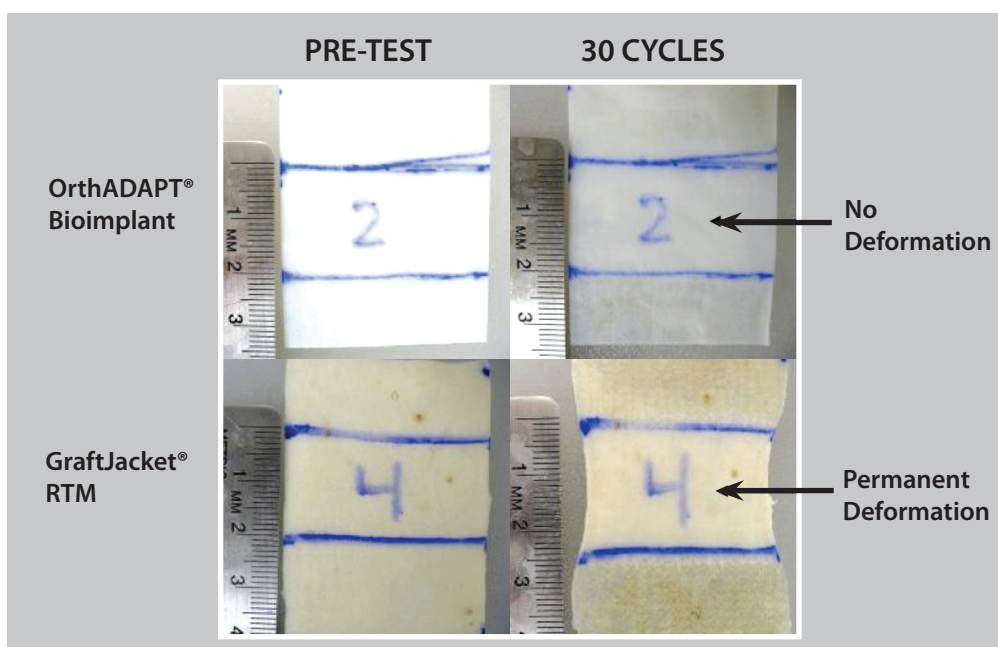 PRE-TEST
30 CYCLES
OrthADAPT®
Bioimplant
1
MM
2
3
2
1
MM
2
3
2
No
Deformation
GraftJacket®
RTM
1
MM
2
3
4
4
1
MM
2
3
4
Permanent
Deformation